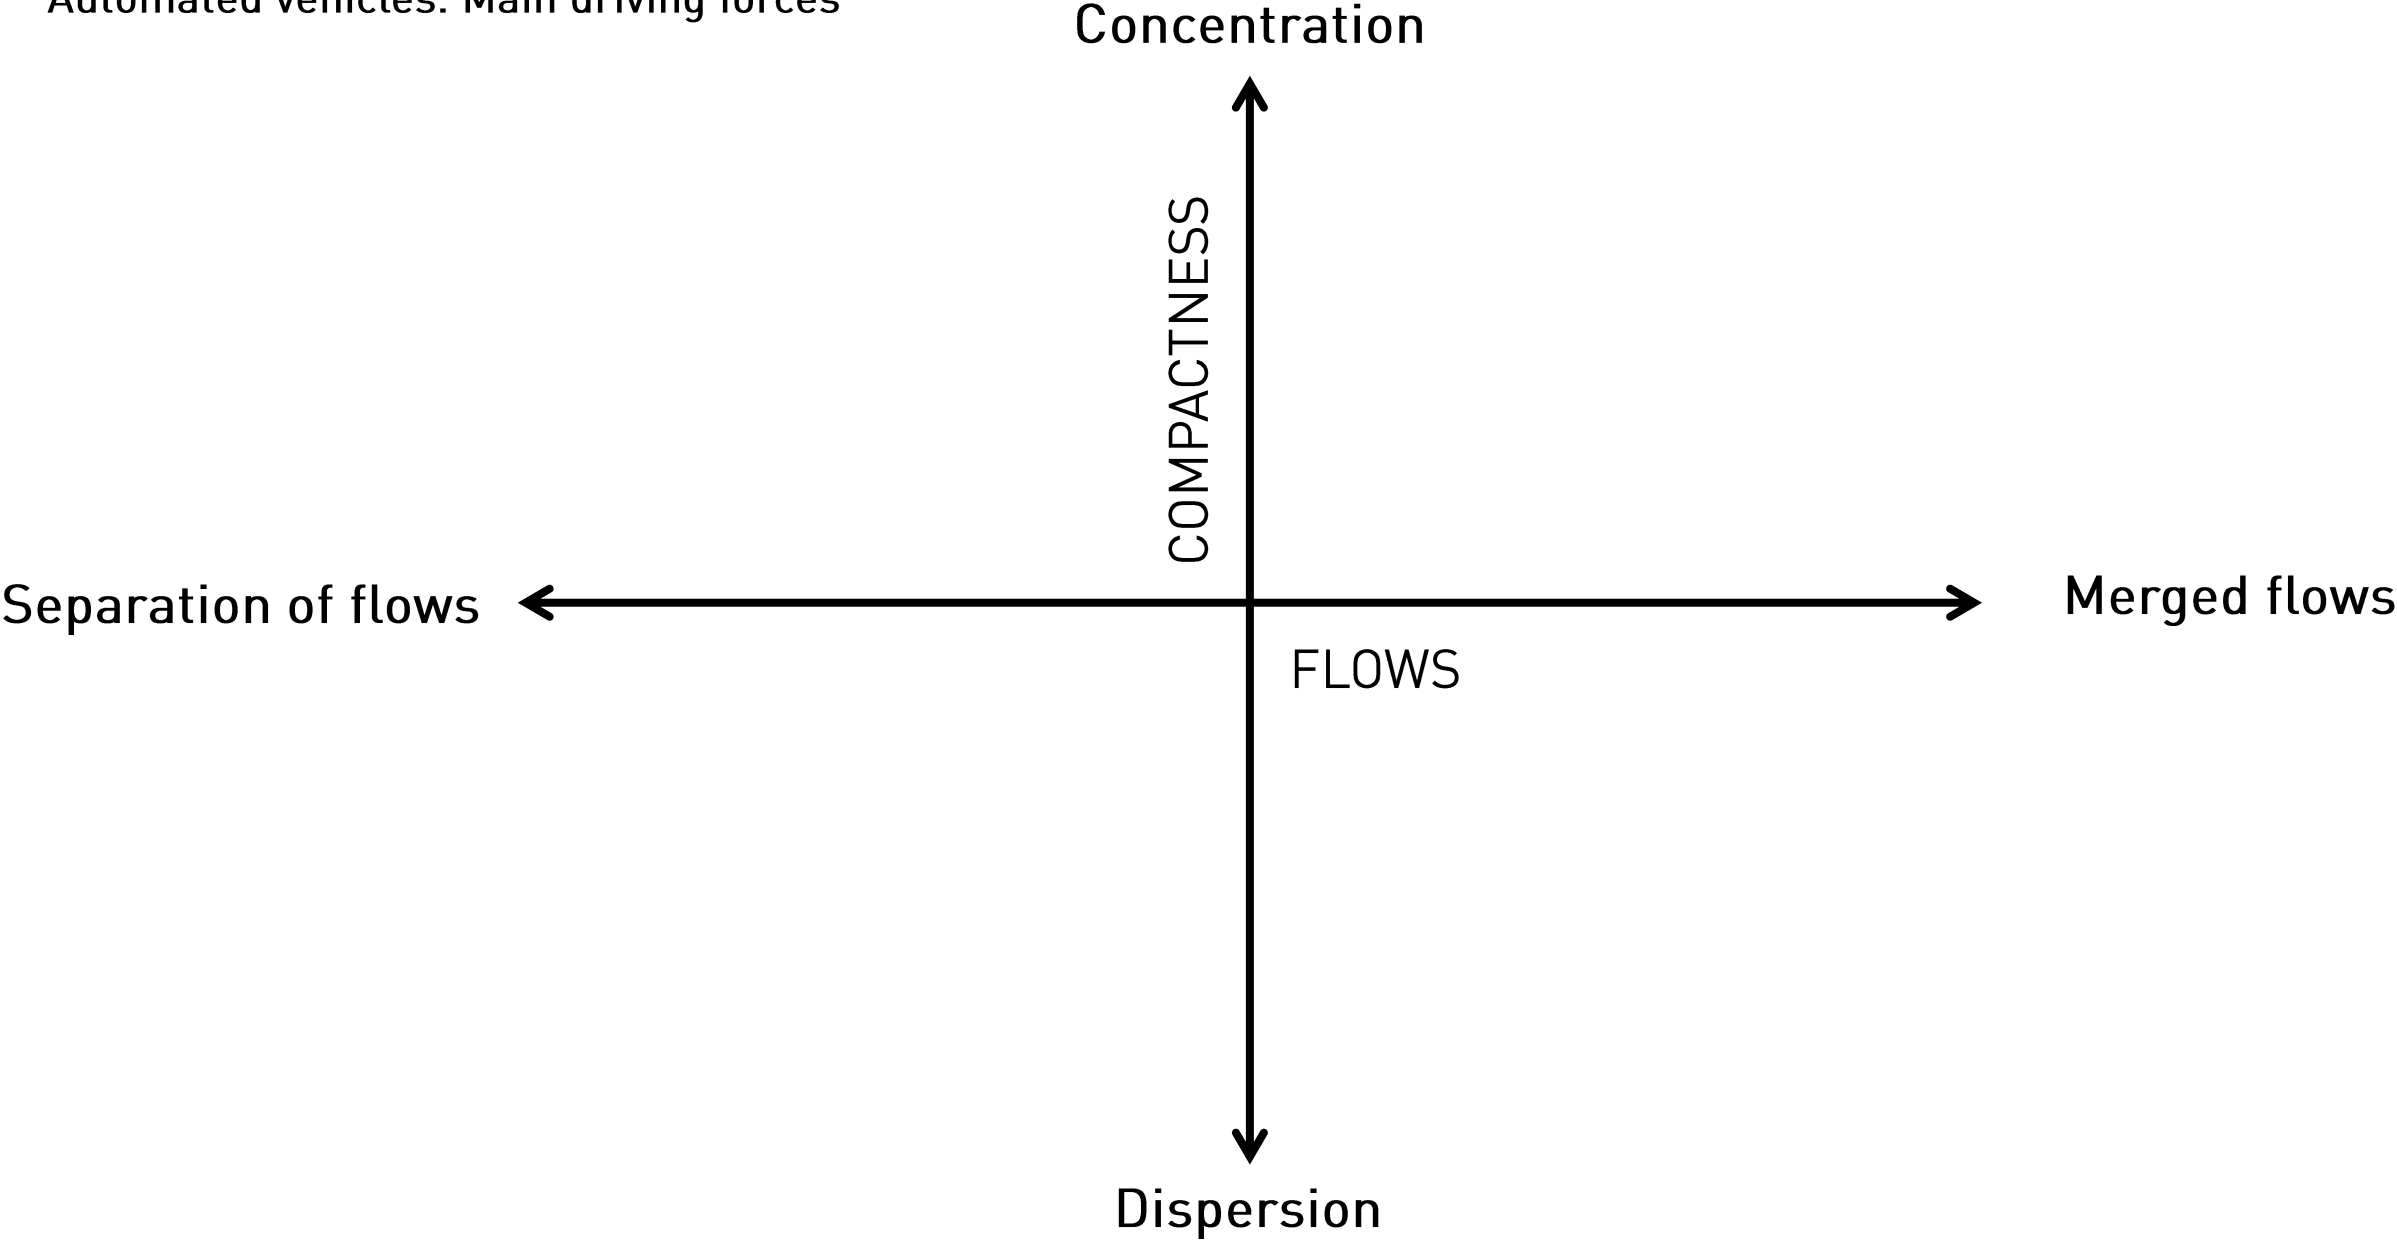 Automated vehicles: Main driving forces
Concentration
COMPACTNESS
Separation of flows
Merged flows
FLOWS
Dispersion